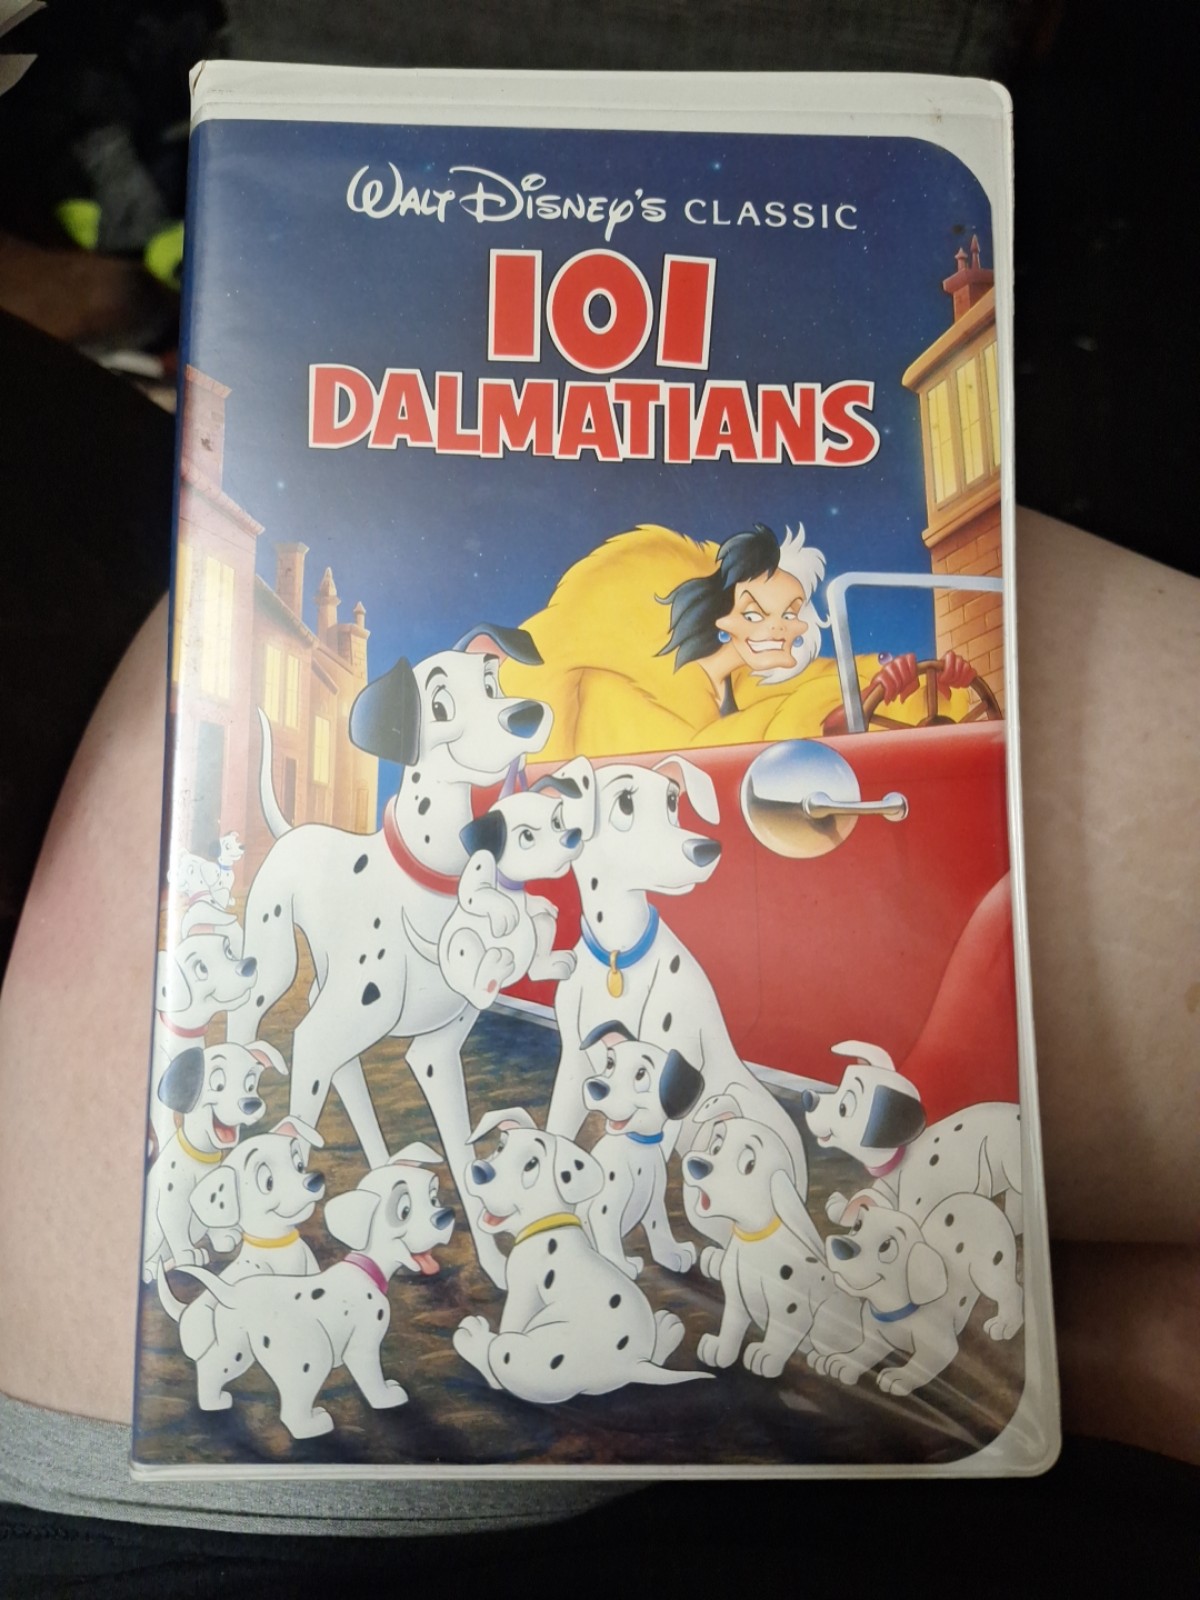 WALT DISNEY'S CLASSIC
101
DALMATIANS